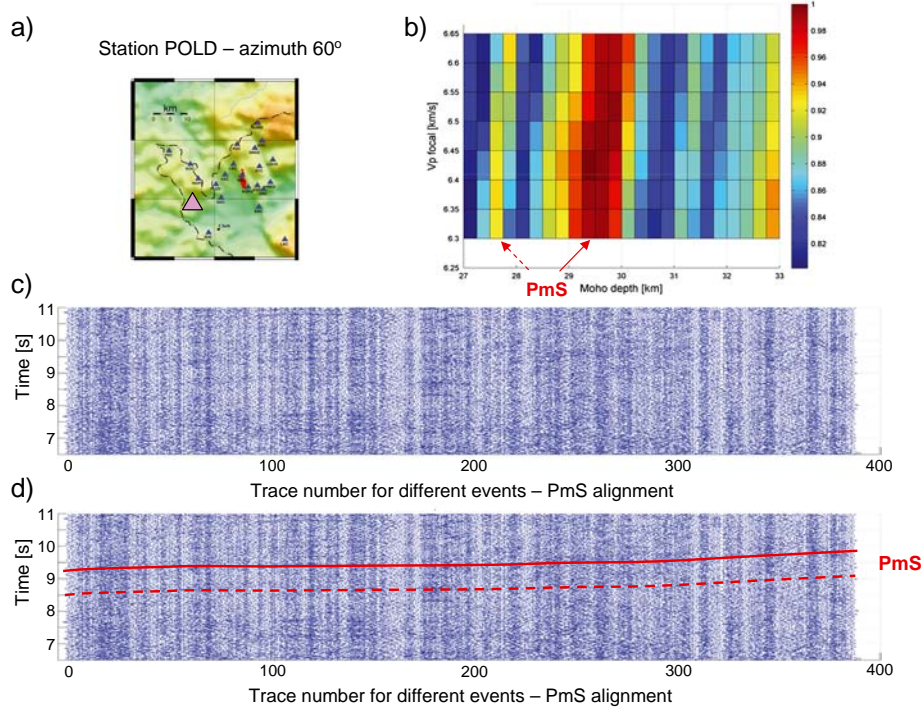 a)
Station POLD – azimuth 60º
km
0 5 10
b)
Vp focal [km/s]
6.65
6.6
6.55
6.5
6.45
6.4
6.35
6.3
6.25
27 28 29 30 31 32 33
PmS
Moho depth [km]
1
0.98
0.96
0.94
0.92
0.9
0.88
0.86
0.84
0.82
c)
Time [s]
11
10
9
8
7
0 100 200 300 400
Trace number for different events – PmS alignment
d)
Time [s]
11
10
9
8
7
PmS
0 100 200 300 400
Trace number for different events – PmS alignment